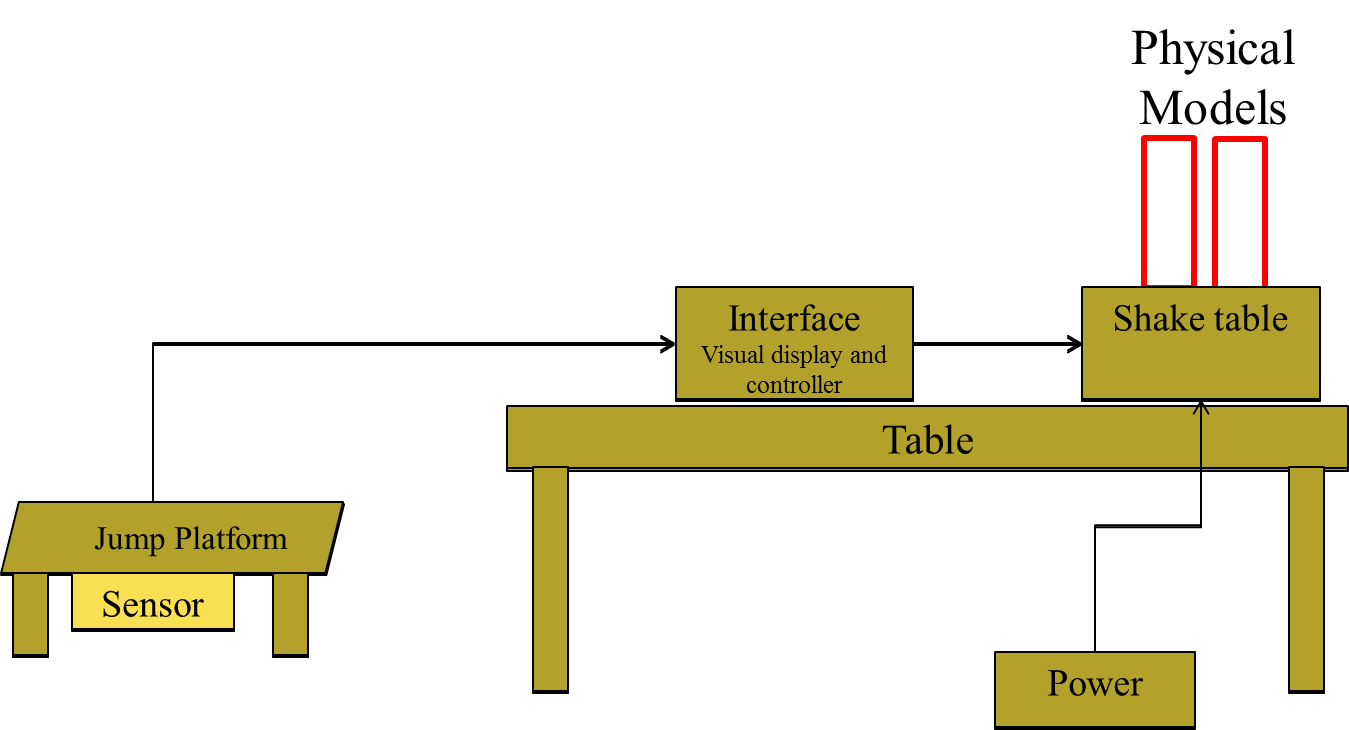 Physical
Models
Interface
Visual display and
controller
Shake table
Table
Jump Platform
Sensor
Power